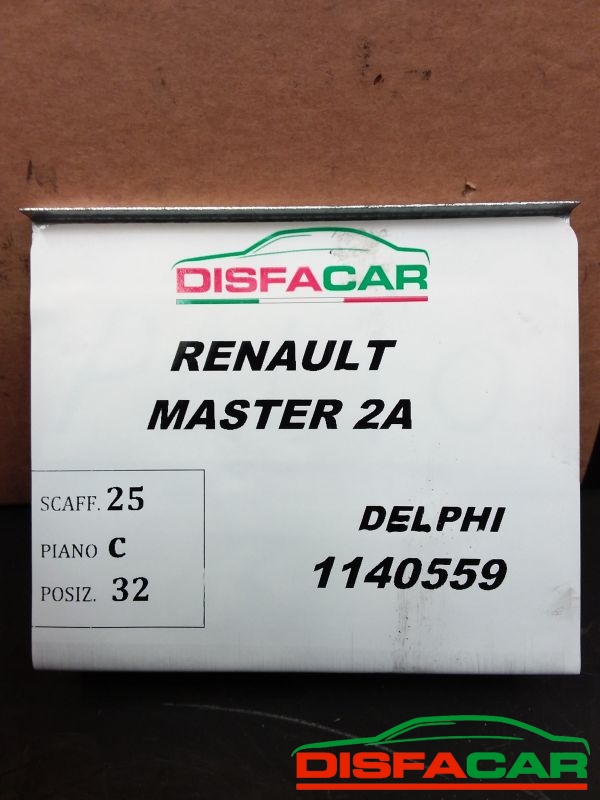 DISFACAR
RENAULT
MASTER 2A
SCAFF. 25
PIANO C
POSIZ. 32
DELPHI
1140559
DISFACAR